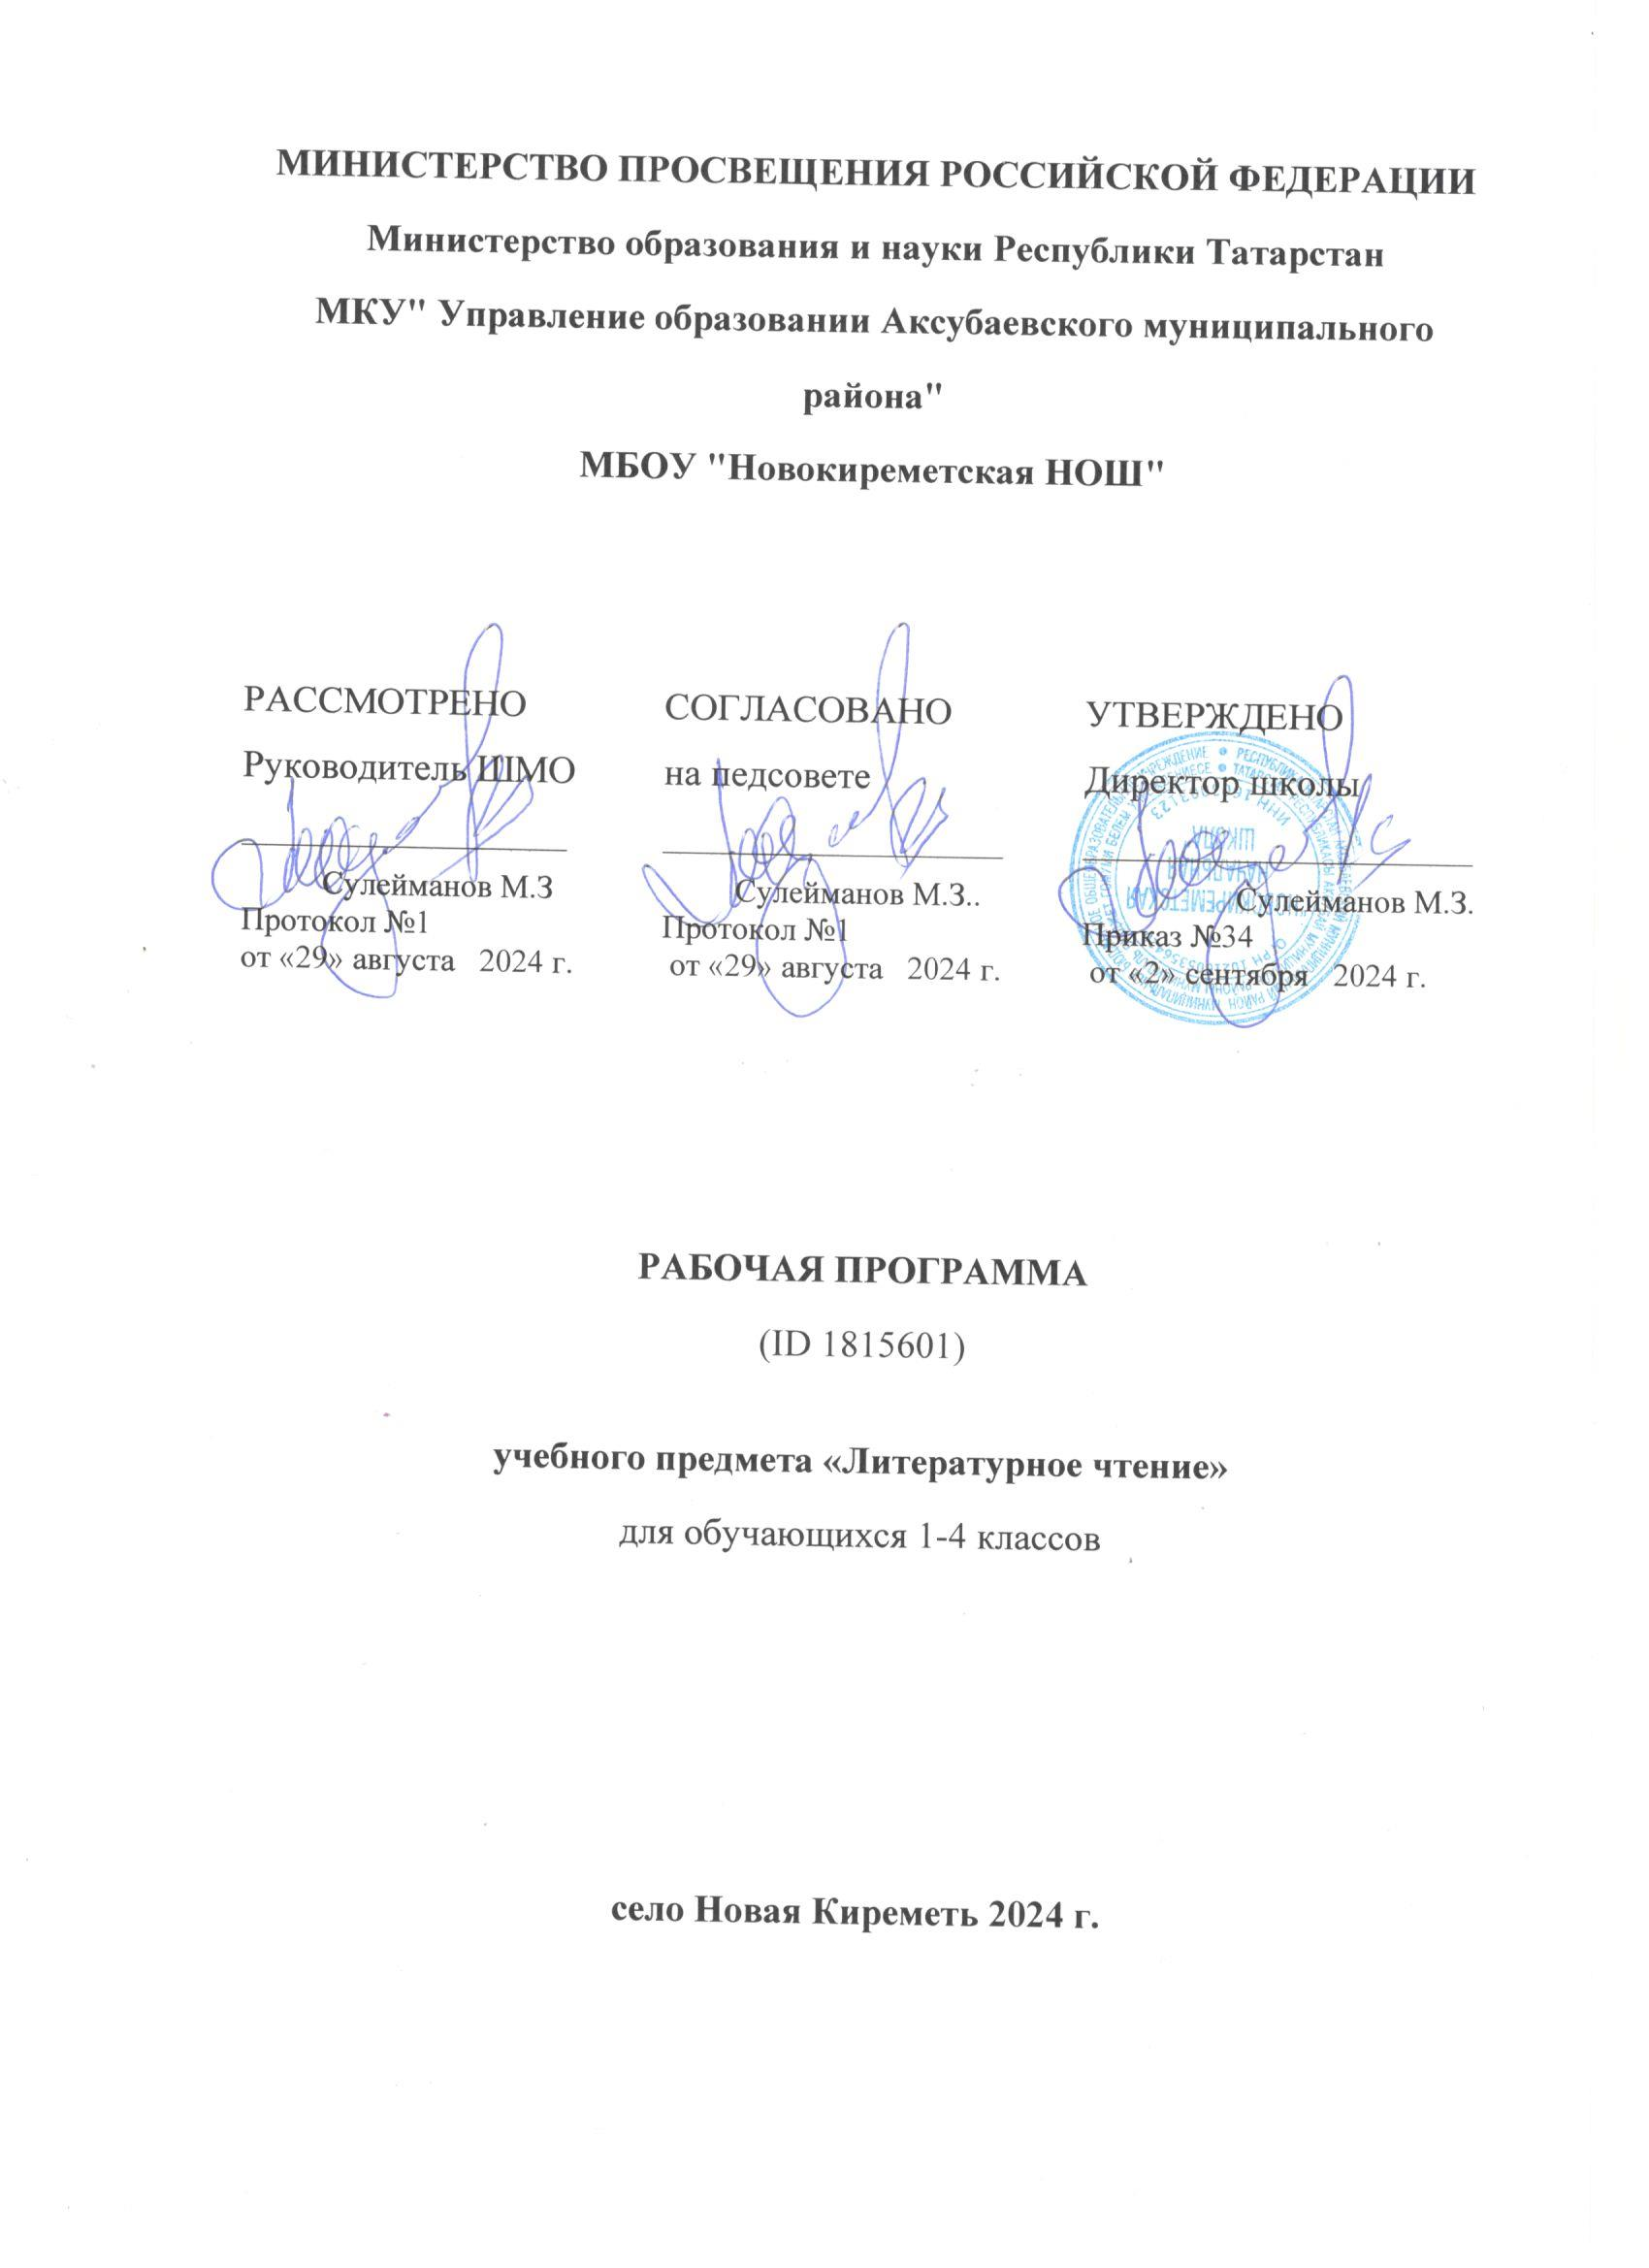 МИНИСТЕРСТВО ПРОСВЕЩЕНИЯ РОССИЙСКОЙ ФЕДЕРАЦИИ
Министерство образования и науки Республики Татарстан
МКУ" Управление образовании Аксубаевского муниципального
района"
МБОУ "Новокиреметская НОШ"
РАССМОТРЕНО
Руководитель ШМО
Сулейманов М.З
Протокол №1
от «29» августа 2024 г.
СОГЛАСОВАНО
на педсовете
Сулейманов М.З..
Протокол №1
от «29» августа 2024 г.
УТВЕРЖДЕНО
Директор школы
Сулейманов М.З.
Приказ №34
от «2» сентября 2024 г.
НАЧАЛЬНАЯ
ШКОЛА
РАБОЧАЯ ПРОГРАММА
(ID 1815601)
учебного предмета «Литературное чтение»
для обучающихся 1-4 классов
село Новая Киреметь 2024 г.